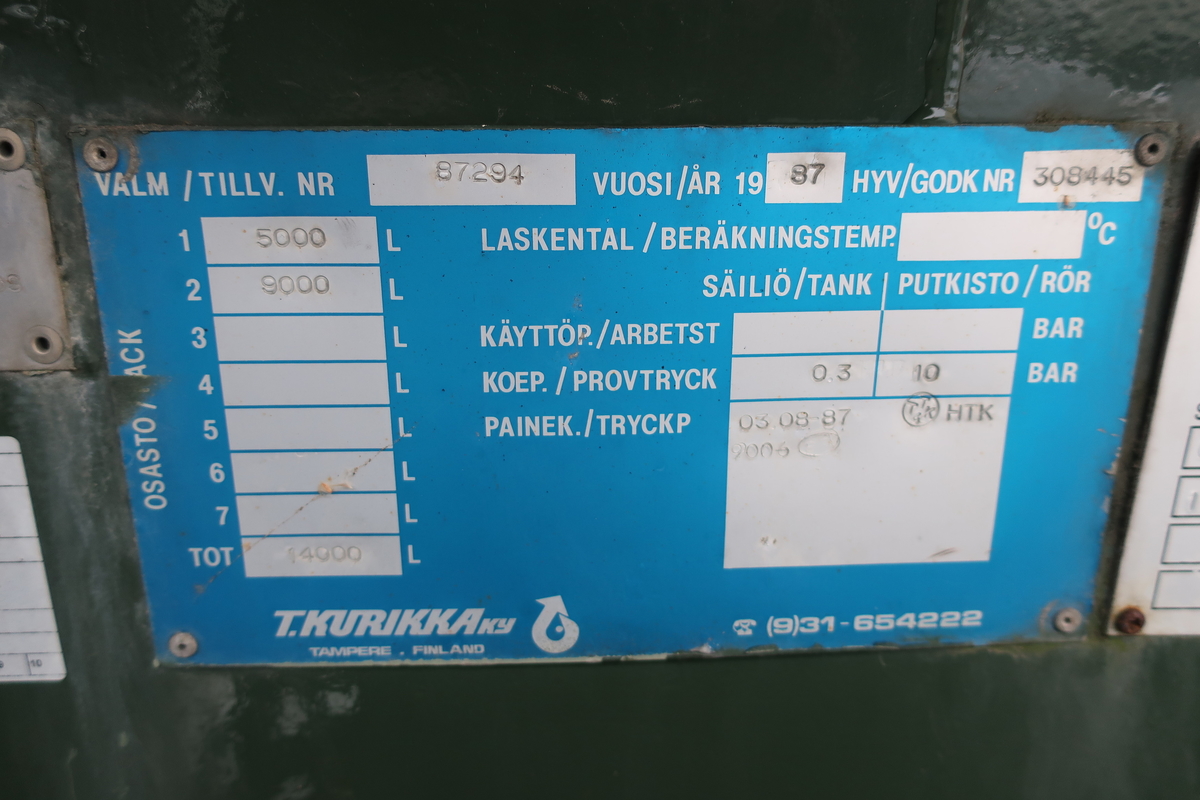 VALM/TILLV. NR 87294 VUOSI/ÅR 19 87 HYV/GODK NR 308445
1 5000 L LASKENTAL/BERÄKNINGSTEMP. °C
2 9000 L SÄILIÖ/TANK PUTKISTO/RÖR
3 L KÄYTTÖP./ARBETST BAR
4 L KOEP./PROVTRYCK 0.3 10 BAR
5 L PAINEK./TRYCKP 03.08-87 HTK
6 L
7 L
TOT 14000 L
OSASTO/
T.KURIKKA KY
TAMPERE . FINLAND
☎ (9)31-654222
10